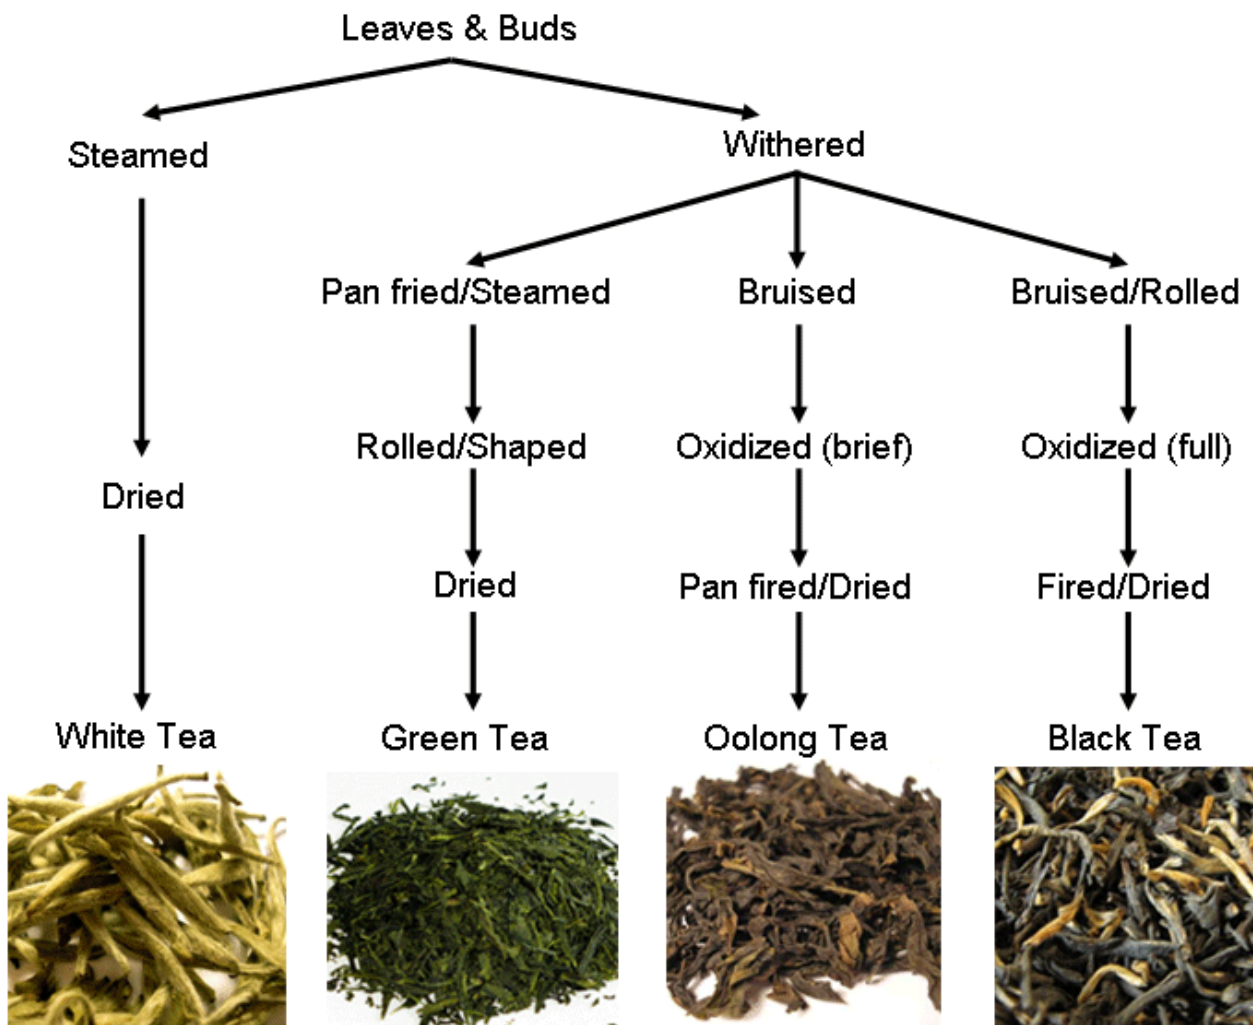 Leaves & Buds
Steamed
Withered
Pan fried/Steamed
Bruised
Bruised/Rolled
Rolled/Shaped
Oxidized (brief)
Oxidized (full)
Dried
Dried
Pan fired/Dried
Fired/Dried
White Tea
Green Tea
Oolong Tea
Black Tea